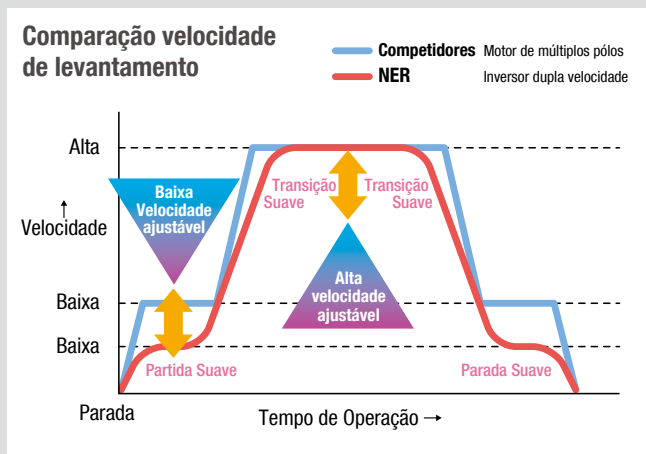 Comparação velocidade
de levantamento
Competidores Motor de múltiplos pólos
NER Inversor dupla velocidade
Alta
Baixa
Velocidade
ajustável
Transição
Suave
Transição
Suave
→
Velocidade
Alta
velocidade
ajustável
Baixa
Baixa
Partida Suave
Parada Suave
Parada
Tempo de Operação →